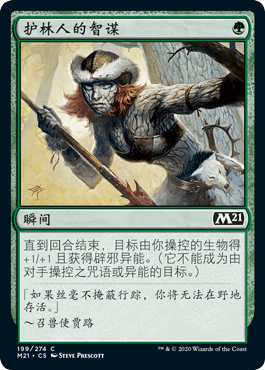 护林人的智谋
瞬间
M21
直到回合结束，目标由你操控的生物得
+1/+1 且获得辟邪异能。（它不能成为由
对手操控之咒语或异能的目标。）
「如果丝毫不掩蔽行踪，你将无法在野地
存活。」
～召兽使贾路
199/274 C
M21 • CS STEVE PRESCOTT
™ & © 2020 Wizards of the Coast